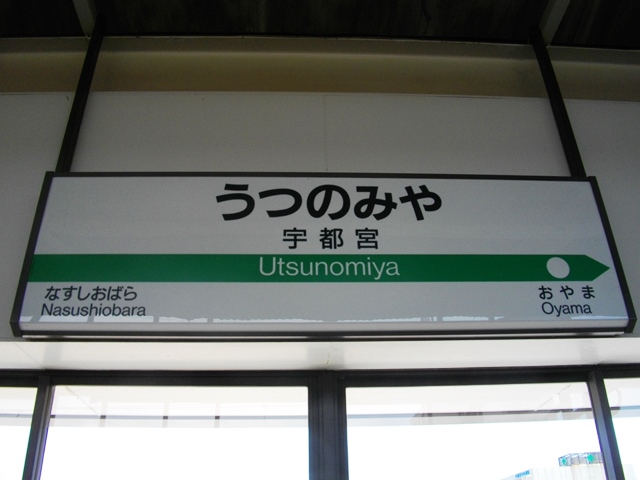 うつのみや
宇都宮
Utsunomiya
なすしおばら
Nasushiobara
おやま
Oyama